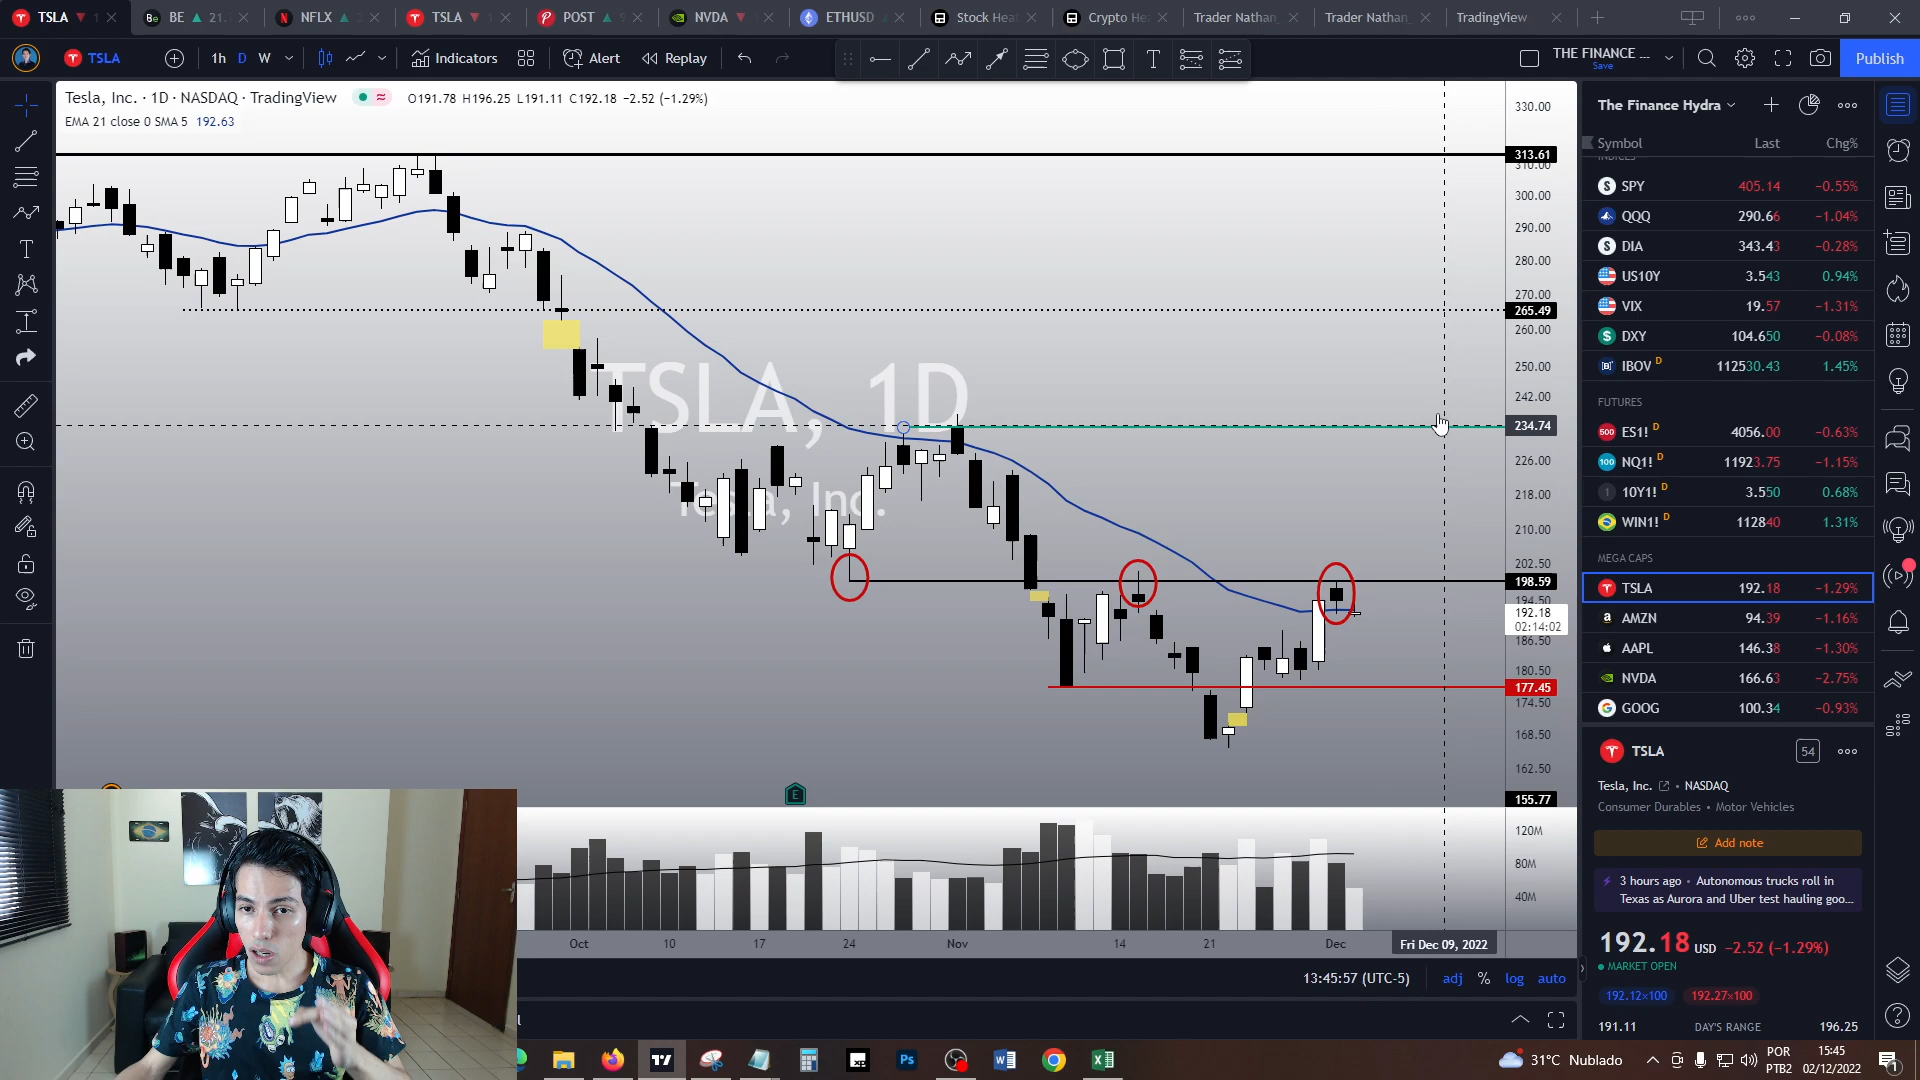 TSLA
BE
NFLX
TSLA
POST
NVDA
ETHUSD
Stock Hea
Crypto He
Trader Nathan_
Trader Nathan_
TradingView
TSLA
1h
D
W
Indicators
Alert
Replay
THE FINANCE ...
Save
Publish
Tesla, Inc. · 1D · NASDAQ · TradingView
O191.78 H196.25 L191.11 C192.18 −2.52 (−1.29%)
EMA 21 close 0 SMA 5 192.63
TSLA, 1D
Tesla, Inc.
330.00
313.61
310.00
300.00
290.00
280.00
270.00
265.49
260.00
250.00
242.00
234.74
226.00
218.00
210.00
202.50
198.59
194.50
192.18
02:14:02
186.50
180.50
177.45
174.50
168.50
162.50
155.77
120M
80M
40M
E
Oct
10
17
24
Nov
14
21
Dec
Fri Dec 09, 2022
13:45:57 (UTC-5)
adj
%
log
auto
The Finance Hydra
Symbol
Last
Chg%
INDICES
SPY 405.14 −0.55%
QQQ 290.66 −1.04%
DIA 343.43 −0.28%
US10Y 3.543 0.94%
VIX 19.57 −1.31%
DXY 104.650 −0.08%
IBOV D 112530.43 1.45%
FUTURES
ES1! D 4056.00 −0.63%
NQ1! D 11923.75 −1.15%
10Y1! D 3.550 0.68%
WIN1! D 112840 1.31%
MEGA CAPS
TSLA 192.18 −1.29%
AMZN 94.39 −1.16%
AAPL 146.38 −1.30%
NVDA 166.63 −2.75%
GOOG 100.34 −0.93%
TSLA
54
Tesla, Inc. • NASDAQ
Consumer Durables • Motor Vehicles
Add note
3 hours ago • Autonomous trucks roll in
Texas as Aurora and Uber test hauling goo...
192.18 USD −2.52 (−1.29%)
MARKET OPEN
192.12×100
192.27×100
191.11
DAY'S RANGE
196.25
31°C Nublado
POR
PTB2
15:45
02/12/2022